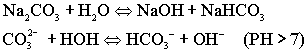 Na₂CO₃ + H₂O ⇔ NaOH + NaHCO₃
CO₃²⁻ + HOH ⇔ HCO₃⁻ + OH⁻ (PH > 7)